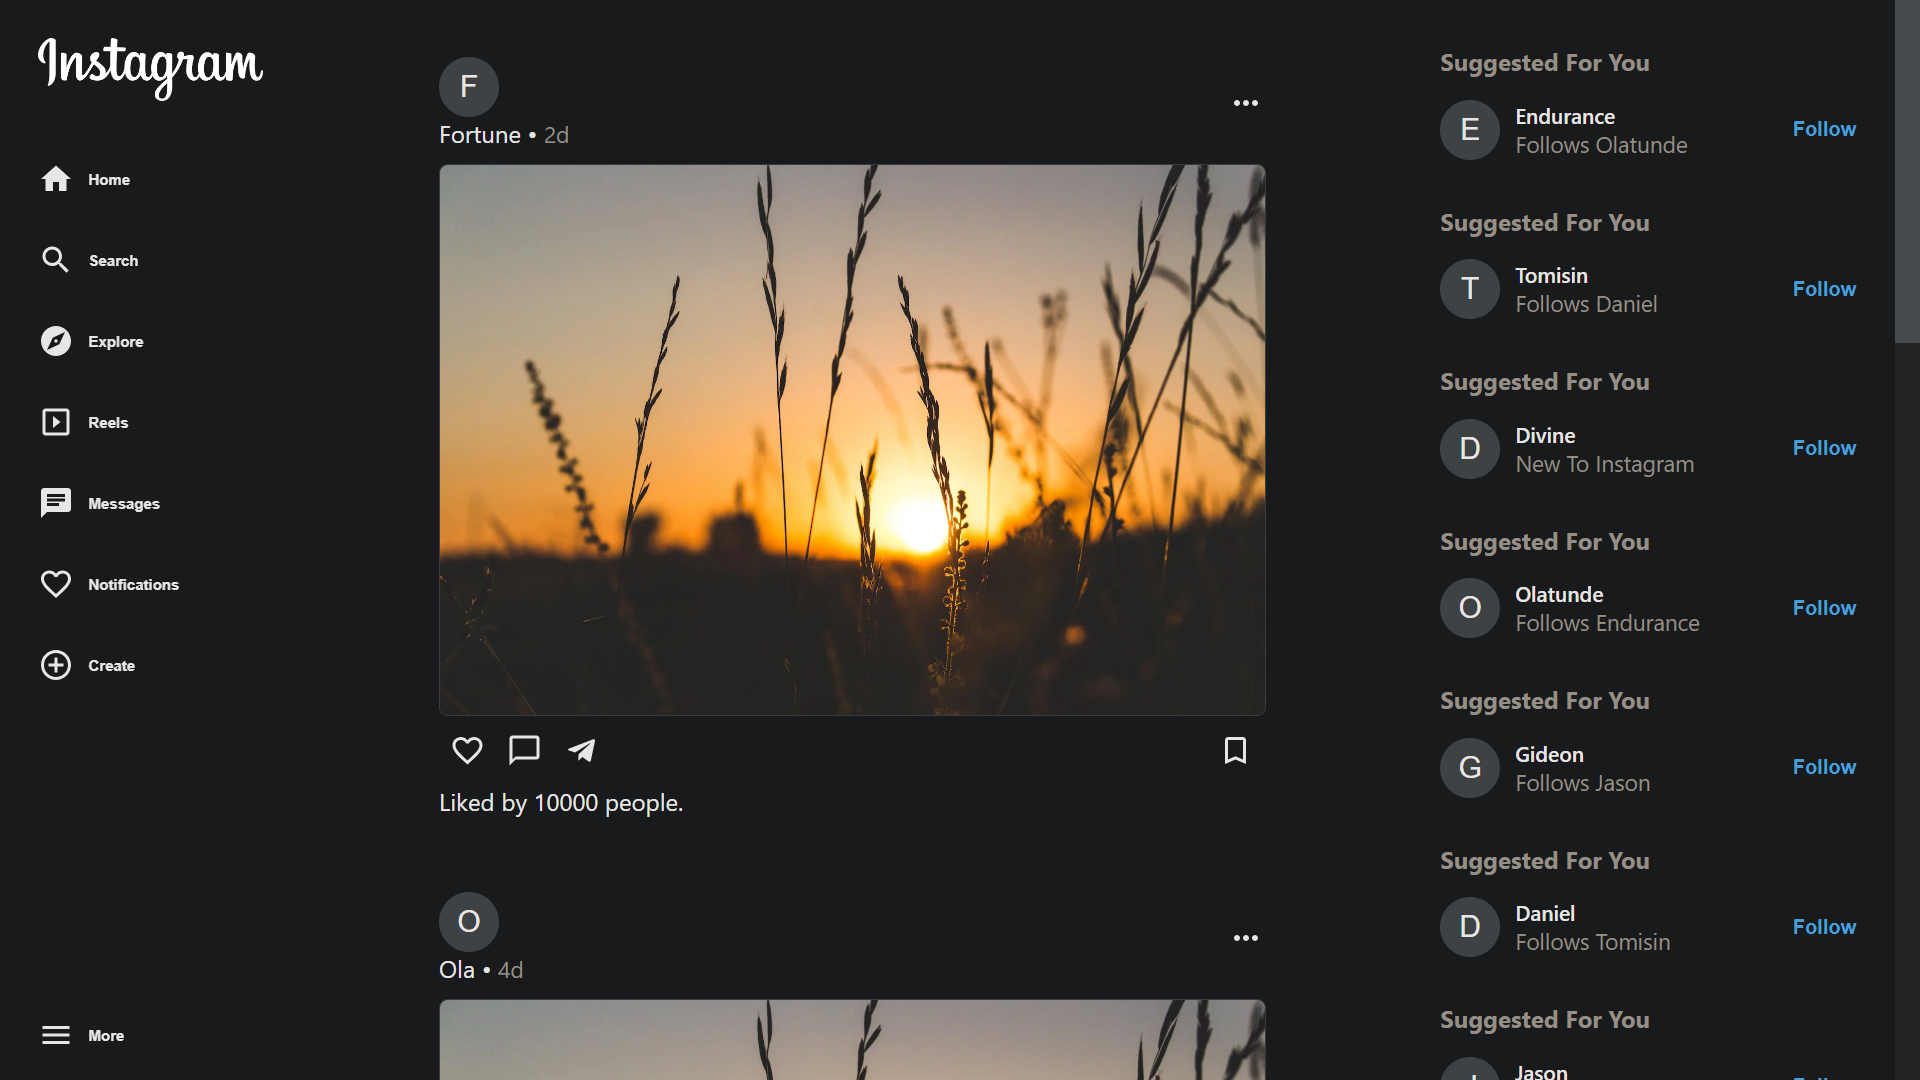 Instagram
Home
Search
Explore
Reels
Messages
Notifications
Create
More
F
Fortune • 2d
Liked by 10000 people.
O
Ola • 4d
Suggested For You
E
Endurance
Follows Olatunde
Follow
Suggested For You
T
Tomisin
Follows Daniel
Follow
Suggested For You
D
Divine
New To Instagram
Follow
Suggested For You
O
Olatunde
Follows Endurance
Follow
Suggested For You
G
Gideon
Follows Jason
Follow
Suggested For You
D
Daniel
Follows Tomisin
Follow
Suggested For You
Jason